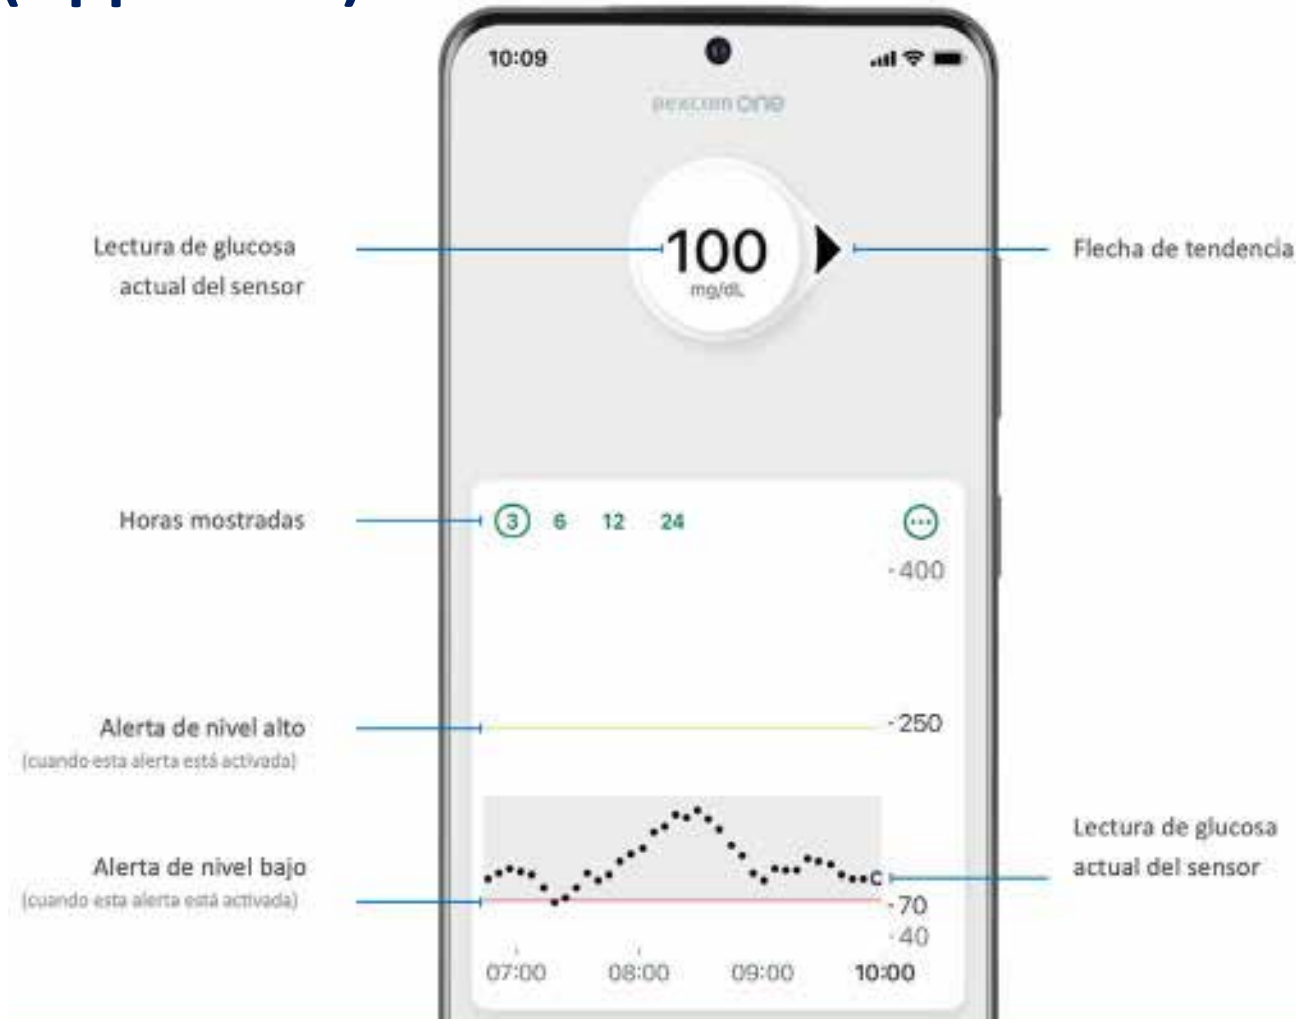 10:09
dexcom one
Lectura de glucosa
actual del sensor
100
mg/dL
Flecha de tendencia
Horas mostradas
3 6 12 24
400
Alerta de nivel alto
(cuando esta alerta está activada)
250
Lectura de glucosa
actual del sensor
Alerta de nivel bajo
(cuando esta alerta está activada)
70
40
07:00 08:00 09:00 10:00